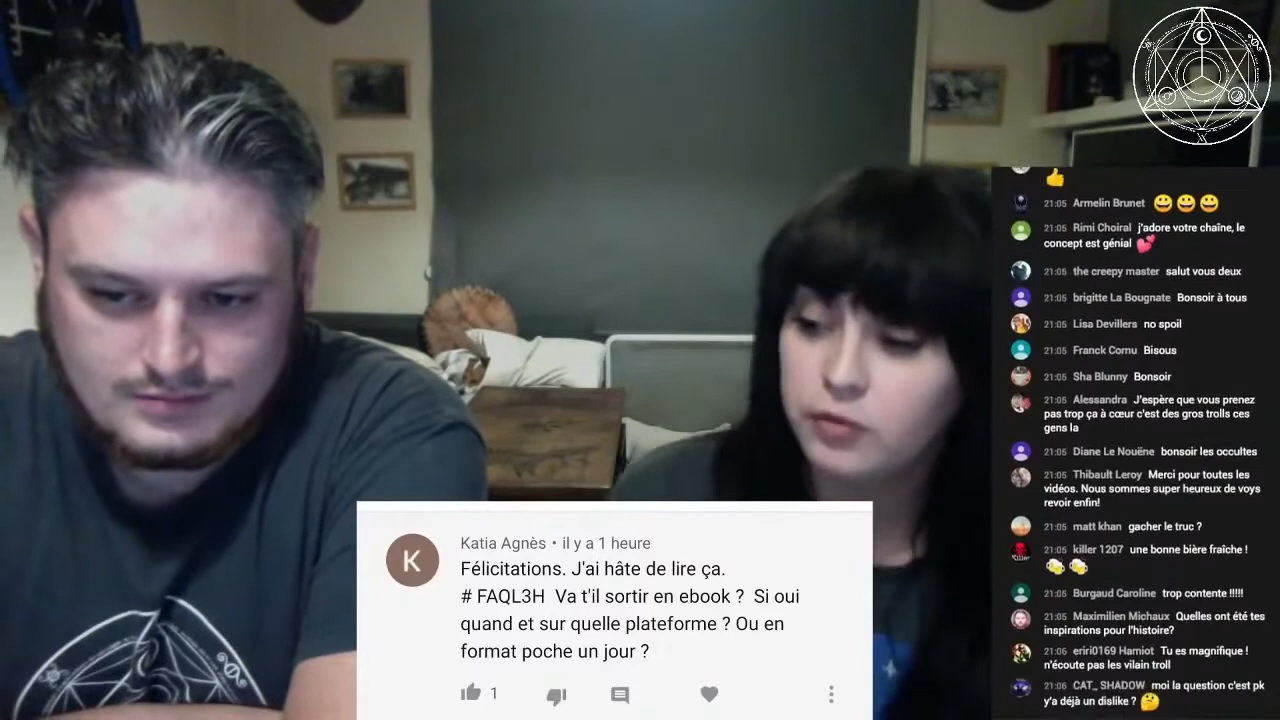 👍
21:05 Armelin Brunet 😀 😀 😀
21:05 Rimi Choiral j'adore votre chaîne, le
concept est génial 💕
21:05 the creepy master salut vous deux
21:05 brigitte La Bougnate Bonsoir à tous
21:05 Lisa Devillers no spoil
21:05 Franck Cornu Bisous
21:05 Sha Blunny Bonsoir
21:05 Alessandra J'espère que vous prenez
pas trop ça à cœur c'est des gros trolls ces
gens la
21:05 Diane Le Nouëne bonsoir les occultes
21:05 Thibault Leroy Merci pour toutes les
vidéos. Nous sommes super heureux de voys
revoir enfin!
21:05 matt khan gacher le truc ?
21:05 killer 1207 une bonne bière fraîche !
🍻 🍻
21:05 Burgaud Caroline trop contente !!!!!
21:05 Maximilien Michaux Quelles ont été tes
inspirations pour l'histoire?
21:06 eriri0169 Hamiot Tu es magnifique !
n'écoute pas les vilain troll
21:06 CAT_ SHADOW moi la question c'est pk
y'a déjà un dislike ? 🤔
K
Katia Agnès • il y a 1 heure
Félicitations. J'ai hâte de lire ça.
# FAQL3H Va t'il sortir en ebook ? Si oui
quand et sur quelle plateforme ? Ou en
format poche un jour ?
1